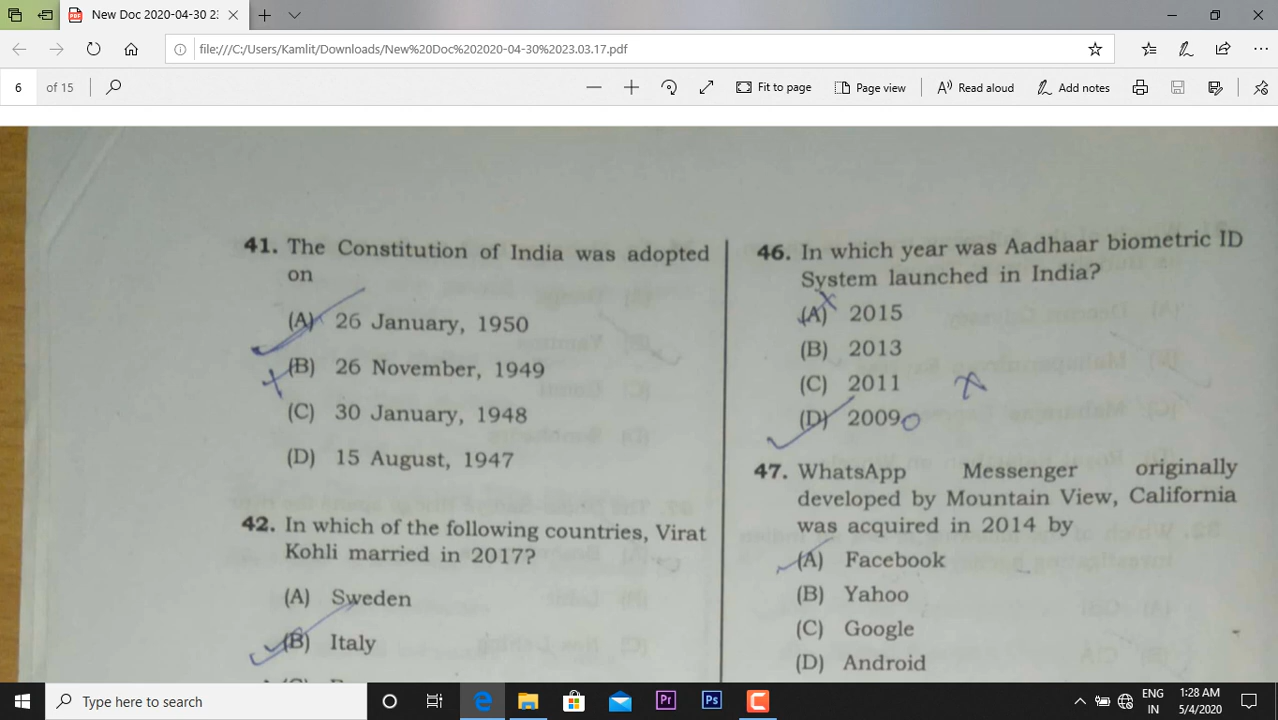 New Doc 2020-04-30 23
file:///C:/Users/Kamlit/Downloads/New%20Doc%202020-04-30%2023.03.17.pdf
6 of 15
Fit to page
Page view
Read aloud
Add notes
41. The Constitution of India was adopted
on
(A) 26 January, 1950
(B) 26 November, 1949
(C) 30 January, 1948
(D) 15 August, 1947
42. In which of the following countries, Virat
Kohli married in 2017?
(A) Sweden
(B) Italy
46. In which year was Aadhaar biometric ID
System launched in India?
(A) 2015
(B) 2013
(C) 2011
(D) 2009
47. WhatsApp Messenger originally
developed by Mountain View, California
was acquired in 2014 by
(A) Facebook
(B) Yahoo
(C) Google
(D) Android
Type here to search
Pr
Ps
ENG
IN
1:28 AM
5/4/2020